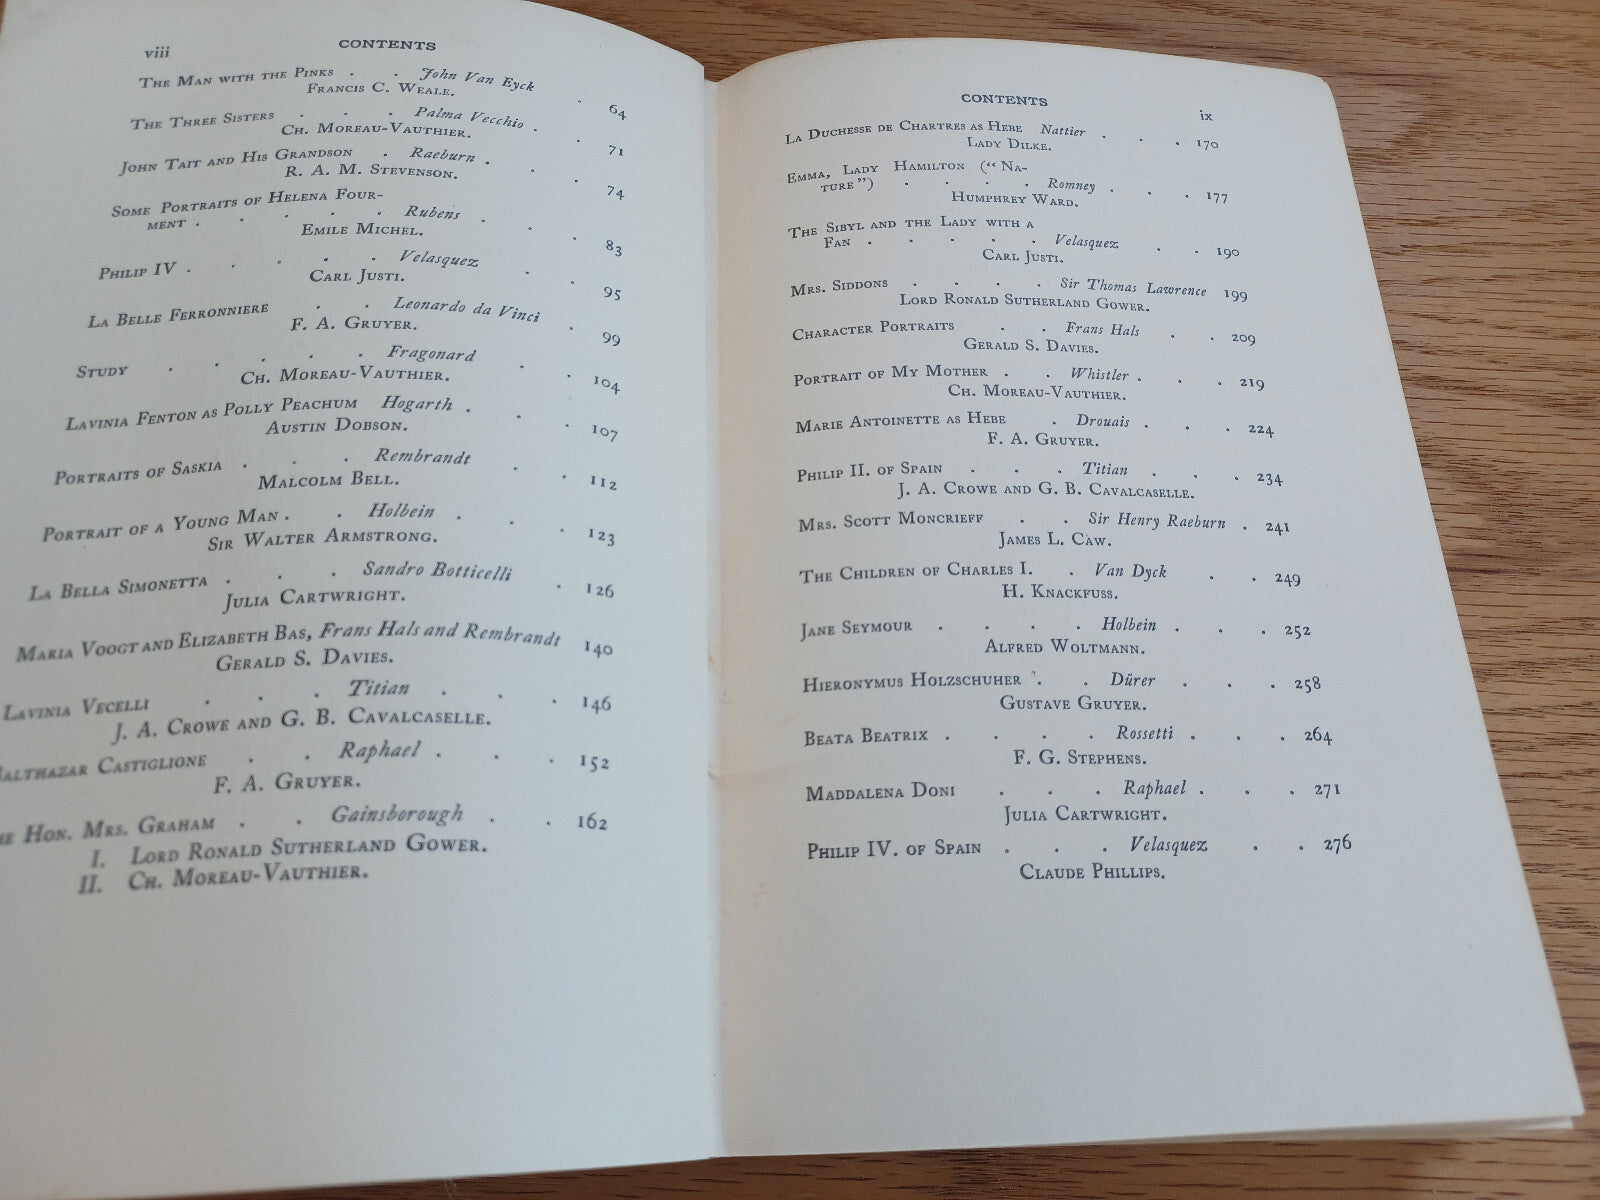 viii
CONTENTS
The Man with the Pinks . . John Van Eyck . 64
Francis C. Weale.
The Three Sisters . . . Palma Vecchio . . 71
Ch. Moreau-Vauthier.
John Tait and His Grandson . Raeburn . . . 74
R. A. M. Stevenson.
Some Portraits of Helena Four-
ment . . . . . Rubens . . . 83
Emile Michel.
Philip IV . . . . . Velasquez . . 95
Carl Justi.
La Belle Ferronniere . . Leonardo da Vinci . 99
F. A. Gruyer.
Study . . . . . Fragonard . . 104
Ch. Moreau-Vauthier.
Lavinia Fenton as Polly Peachum Hogarth . . . 107
Austin Dobson.
Portraits of Saskia . . . Rembrandt . . 112
Malcolm Bell.
Portrait of a Young Man . . Holbein . . . 123
Sir Walter Armstrong.
La Bella Simonetta . . . Sandro Botticelli . 126
Julia Cartwright.
Maria Voogt and Elizabeth Bas, Frans Hals and Rembrandt 140
Gerald S. Davies.
Lavinia Vecelli . . . Titian . . . 146
J. A. Crowe and G. B. Cavalcaselle.
Balthazar Castiglione . . Raphael . . . 152
F. A. Gruyer.
Hon. Mrs. Graham . . Gainsborough . . 162
I. Lord Ronald Sutherland Gower.
II. Ch. Moreau-Vauthier.
CONTENTS
ix
La Duchesse de Chartres as Hebe Nattier . . . 170
Lady Dilke.
Emma, Lady Hamilton ("Na-
ture") . . . . Romney . . . 177
Humphrey Ward.
The Sibyl and the Lady with a
Fan . . . . . Velasquez . . 190
Carl Justi.
Mrs. Siddons . . . . Sir Thomas Lawrence 199
Lord Ronald Sutherland Gower.
Character Portraits . . Frans Hals . . 209
Gerald S. Davies.
Portrait of My Mother . . Whistler . . . 219
Ch. Moreau-Vauthier.
Marie Antoinette as Hebe . Drouais . . . 224
F. A. Gruyer.
Philip II. of Spain . . . Titian . . . 234
J. A. Crowe and G. B. Cavalcaselle.
Mrs. Scott Moncrieff . . Sir Henry Raeburn . 241
James L. Caw.
The Children of Charles I. . Van Dyck . . 249
H. Knackfuss.
Jane Seymour . . . . Holbein . . . 252
Alfred Woltmann.
Hieronymus Holzschuher . . Dürer . . . 258
Gustave Gruyer.
Beata Beatrix . . . . Rossetti . . . 264
F. G. Stephens.
Maddalena Doni . . . Raphael . . . 271
Julia Cartwright.
Philip IV. of Spain . . . Velasquez . . 276
Claude Phillips.